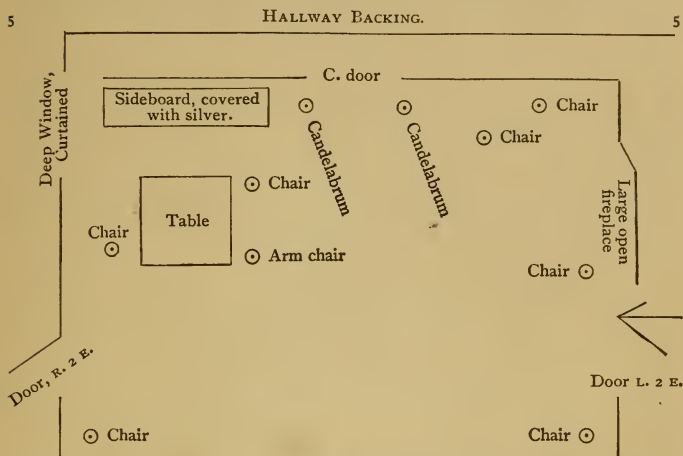 5
HALLWAY BACKING.
5
C. door
Deep Window,
Curtained
Sideboard, covered
with silver.
Candelabrum
Candelabrum
Chair
Chair
Large open
fireplace
Chair
Chair
Table
Arm chair
Chair
Door, R. 2 E.
Door L. 2 E.
Chair
Chair